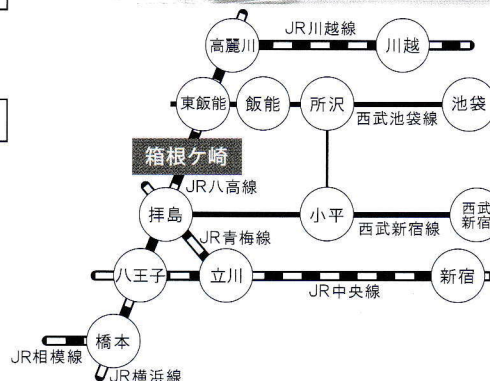 JR川越線
高麗川
川越
東飯能
飯能
所沢
池袋
西武池袋線
箱根ケ崎
JR八高線
拝島
小平
西武
新宿
西武新宿線
JR青梅線
八王子
立川
新宿
JR中央線
橋本
JR相模線
JR横浜線